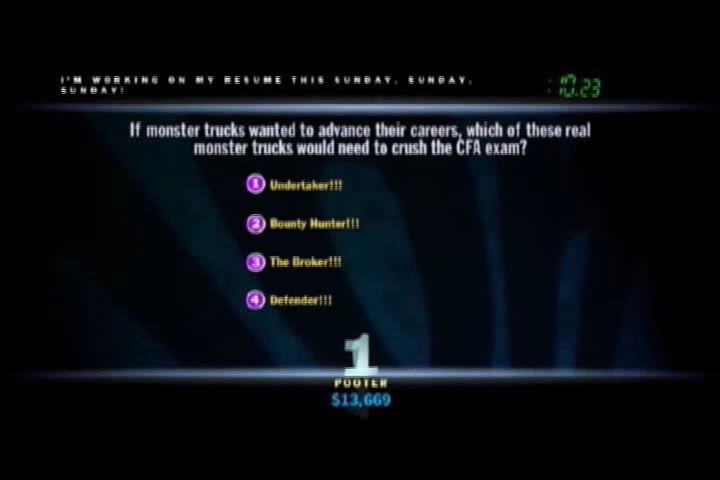 I'M WORKING ON MY RESUME THIS SUNDAY, SUNDAY,
SUNDAY!
:10.23
If monster trucks wanted to advance their careers, which of these real
monster trucks would need to crush the CFA exam?
1 Undertaker!!!
2 Bounty Hunter!!!
3 The Broker!!!
4 Defender!!!
1
POOTER
$13,669